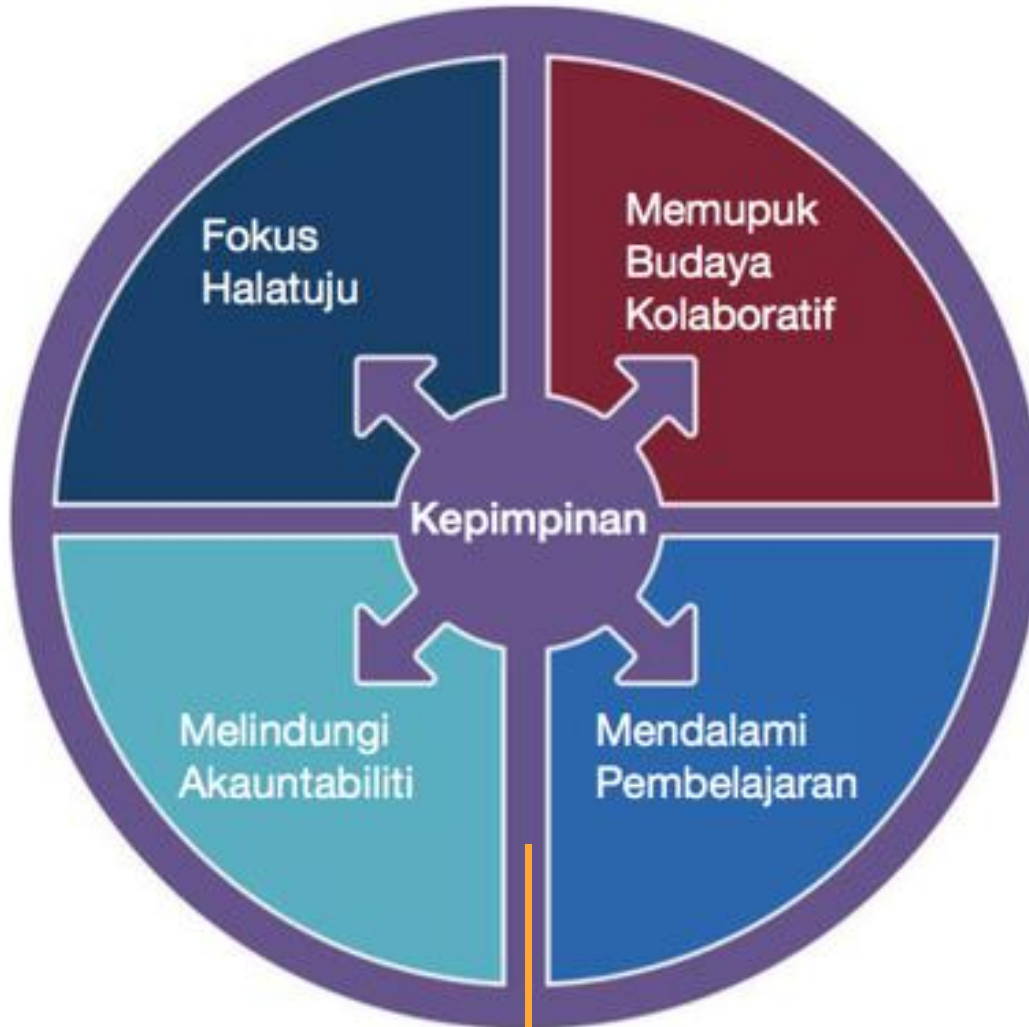 Fokus
Halatuju
Memupuk
Budaya
Kolaboratif
Kepimpinan
Melindungi
Akauntabiliti
Mendalami
Pembelajaran